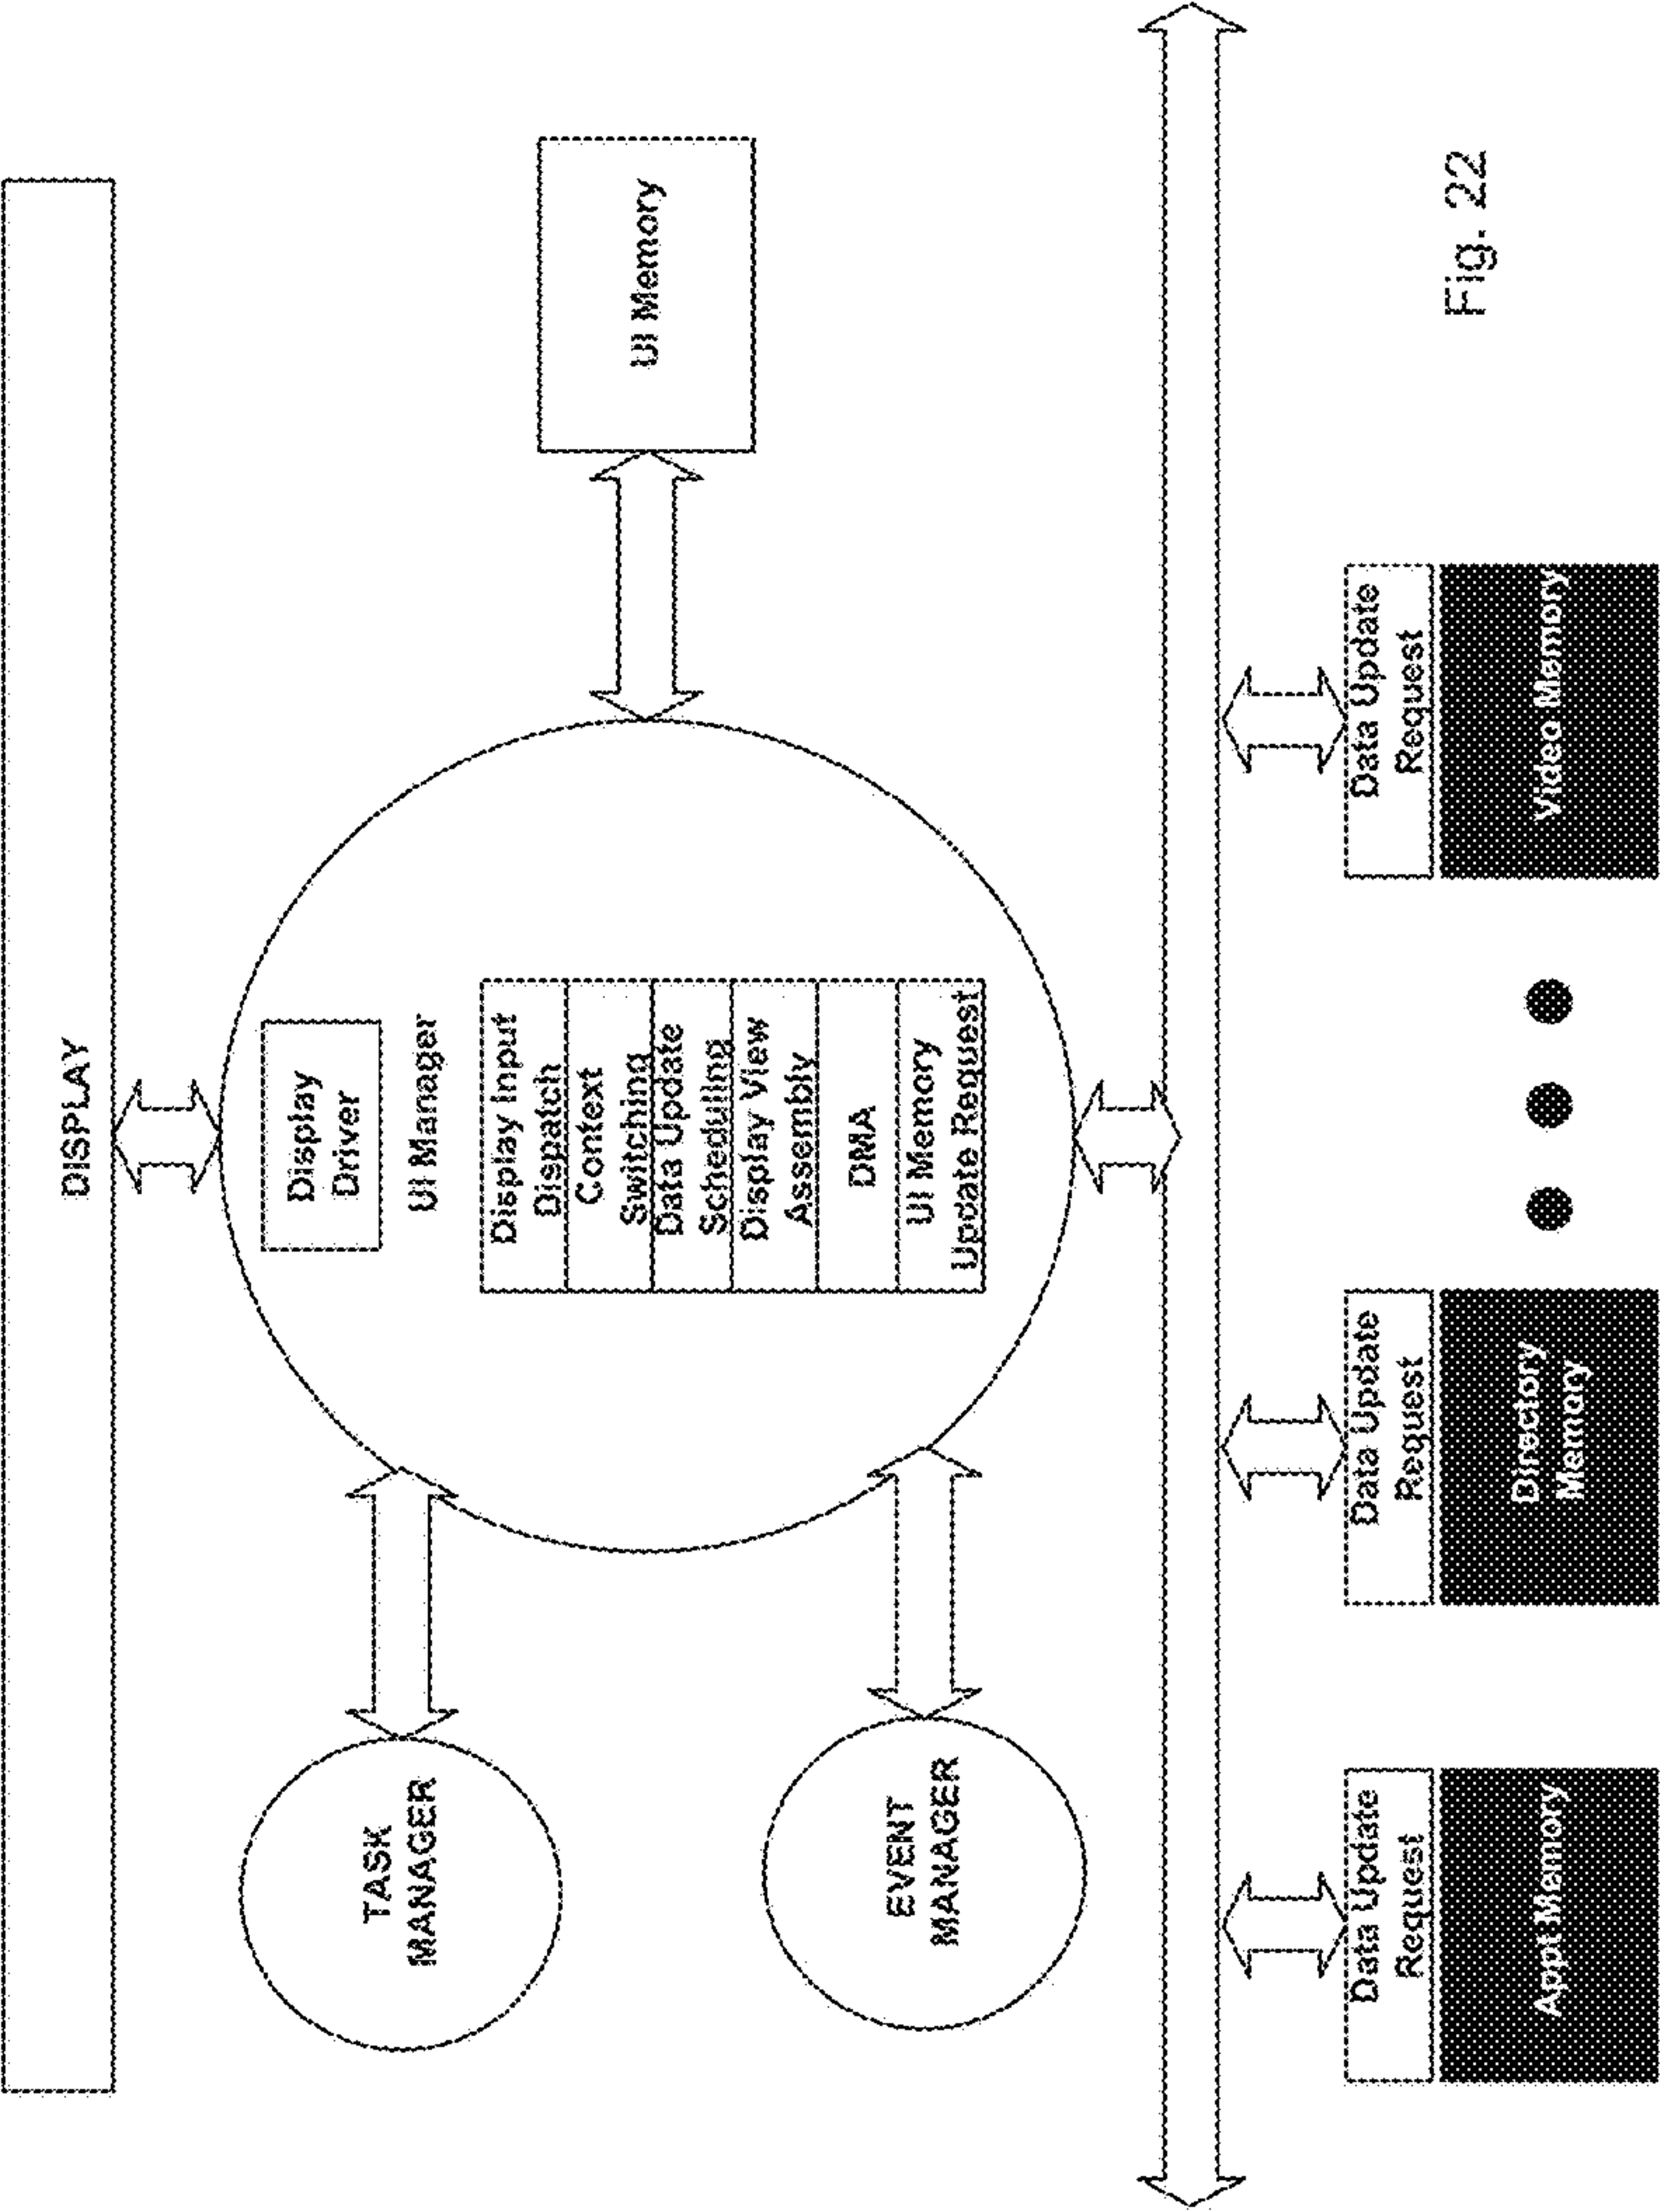 DISPLAY
Display
Driver
UI Manager
TASK
MANAGER
Display Input
Dispatch
Context
Switching
Data Update
Scheduling
Display View
Assembly
DMA
UI Memory
Update Request
UI Memory
EVENT
MANAGER
Data Update
Request
Appt Memory
Data Update
Request
Directory
Memory
Data Update
Request
Video Memory
Fig. 22